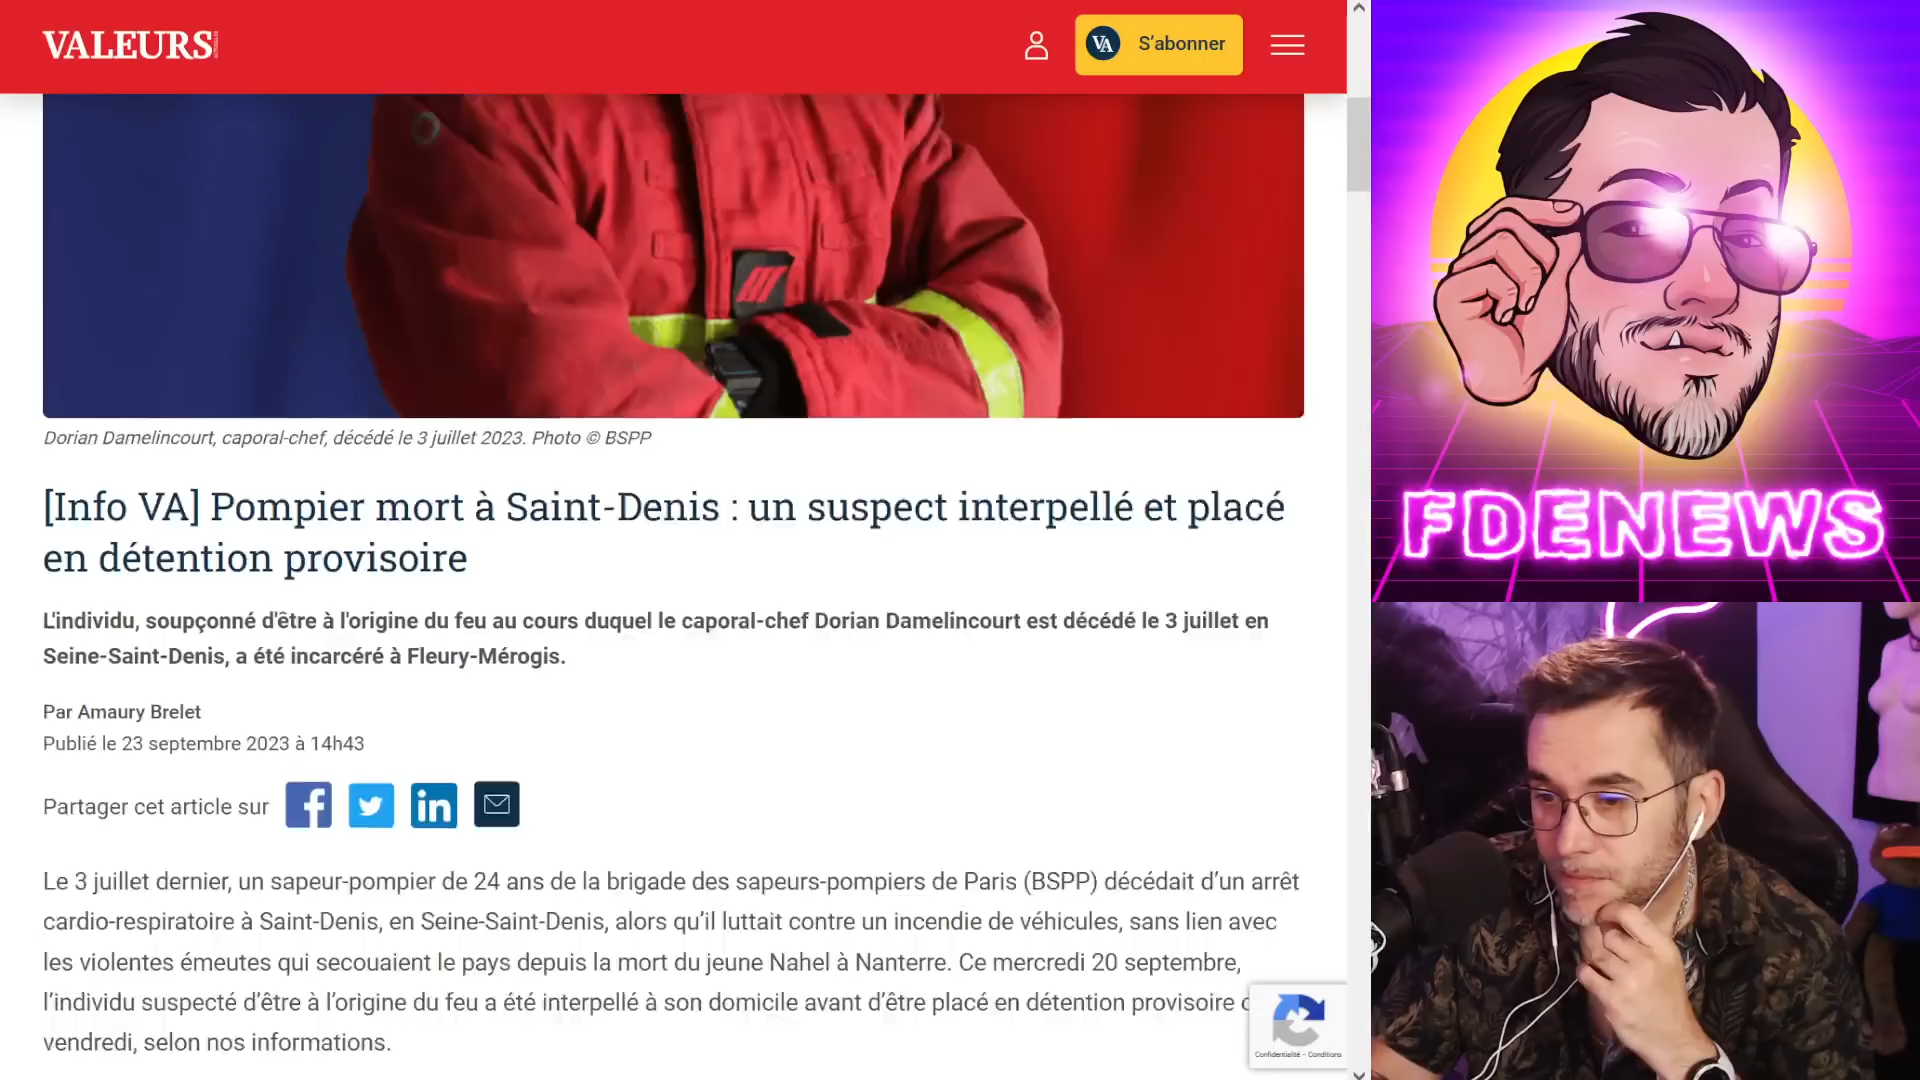 VALEURS
VA S'abonner
Dorian Damelincourt, caporal-chef, décédé le 3 juillet 2023. Photo © BSPP
[Info VA] Pompier mort à Saint-Denis : un suspect interpellé et placé
en détention provisoire
L'individu, soupçonné d'être à l'origine du feu au cours duquel le caporal-chef Dorian Damelincourt est décédé le 3 juillet en
Seine-Saint-Denis, a été incarcéré à Fleury-Mérogis.
Par Amaury Brelet
Publié le 23 septembre 2023 à 14h43
Partager cet article sur
Le 3 juillet dernier, un sapeur-pompier de 24 ans de la brigade des sapeurs-pompiers de Paris (BSPP) décédait d'un arrêt
cardio-respiratoire à Saint-Denis, en Seine-Saint-Denis, alors qu'il luttait contre un incendie de véhicules, sans lien avec
les violentes émeutes qui secouaient le pays depuis la mort du jeune Nahel à Nanterre. Ce mercredi 20 septembre,
l'individu suspecté d'être à l'origine du feu a été interpellé à son domicile avant d'être placé en détention provisoire
vendredi, selon nos informations.
Confidentialité - Conditions
FDENEWS